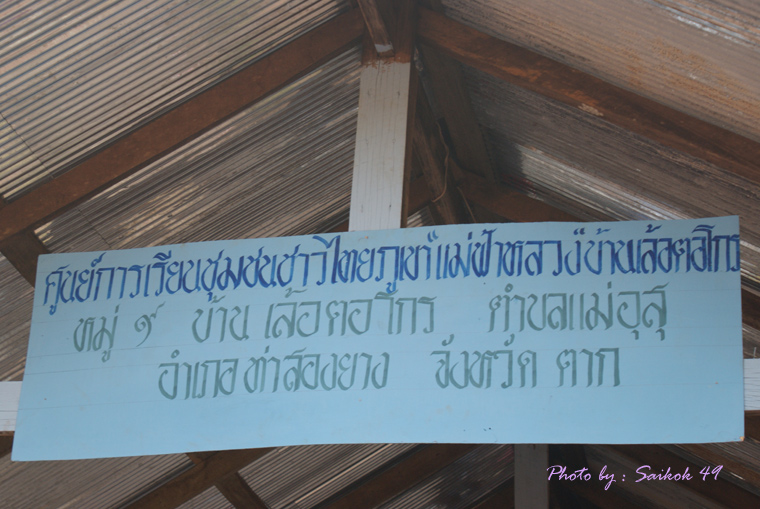 ศูนย์การเรียนชุมชนชาวไทยภูเขา"แม่ฟ้าหลวง"บ้านเล้อตอโกร
หมู่ ๙ บ้าน เล้อตอโกร ตำบลแม่อุสุ
อำเภอ ท่าสองยาง จังหวัด ตาก
Photo by : Saikok 49